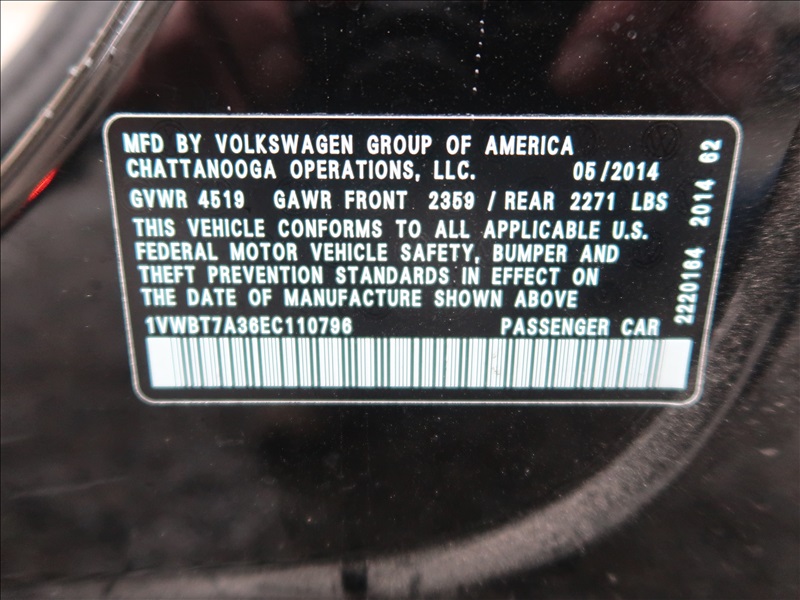 MFD BY VOLKSWAGEN GROUP OF AMERICA
CHATTANOOGA OPERATIONS, LLC. 05/2014
GVWR 4519 GAWR FRONT 2359 / REAR 2271 LBS
THIS VEHICLE CONFORMS TO ALL APPLICABLE U.S.
FEDERAL MOTOR VEHICLE SAFETY, BUMPER AND
THEFT PREVENTION STANDARDS IN EFFECT ON
THE DATE OF MANUFACTURE SHOWN ABOVE
1VWBT7A36EC110796 PASSENGER CAR
2220164 2014 62